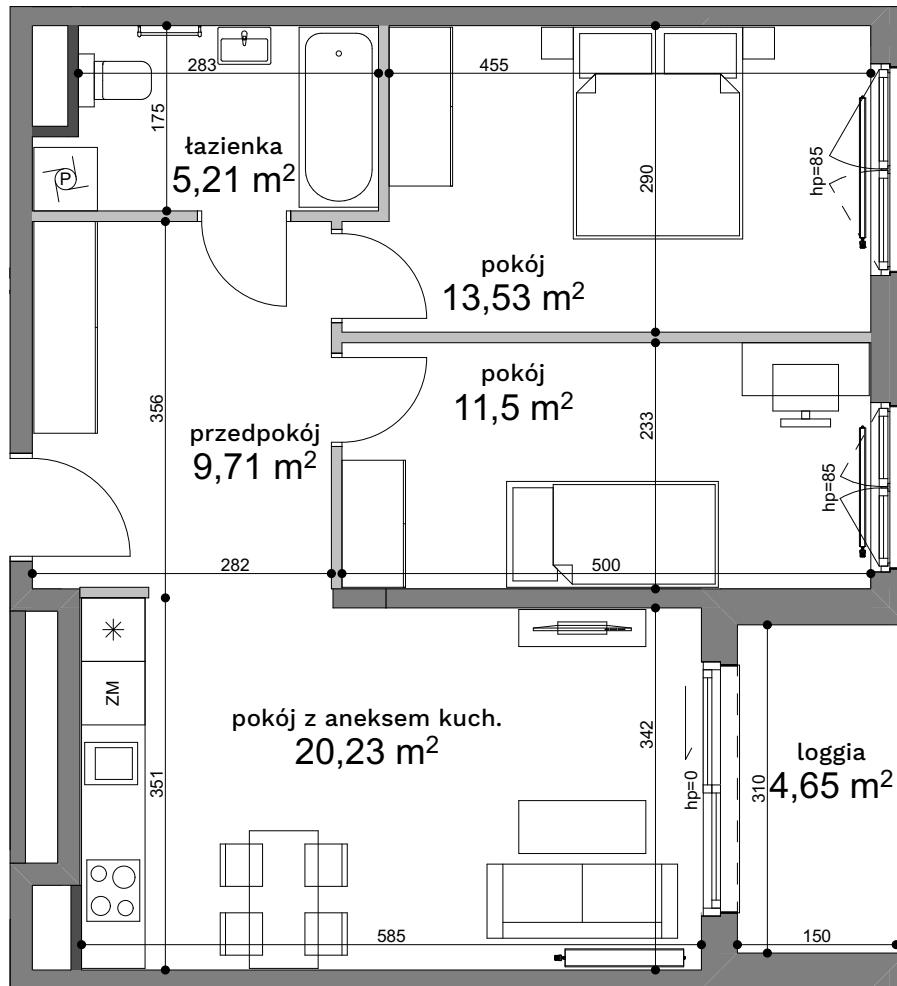 283
455
175
łazienka
5,21 m²
P
290
hp=85
pokój
13,53 m²
pokój
11,5 m²
356
przedpokój
9,71 m²
233
hp=85
282
500
ZM
pokój z aneksem kuch.
20,23 m²
342
351
hp=0
310
loggia
4,65 m²
585
150